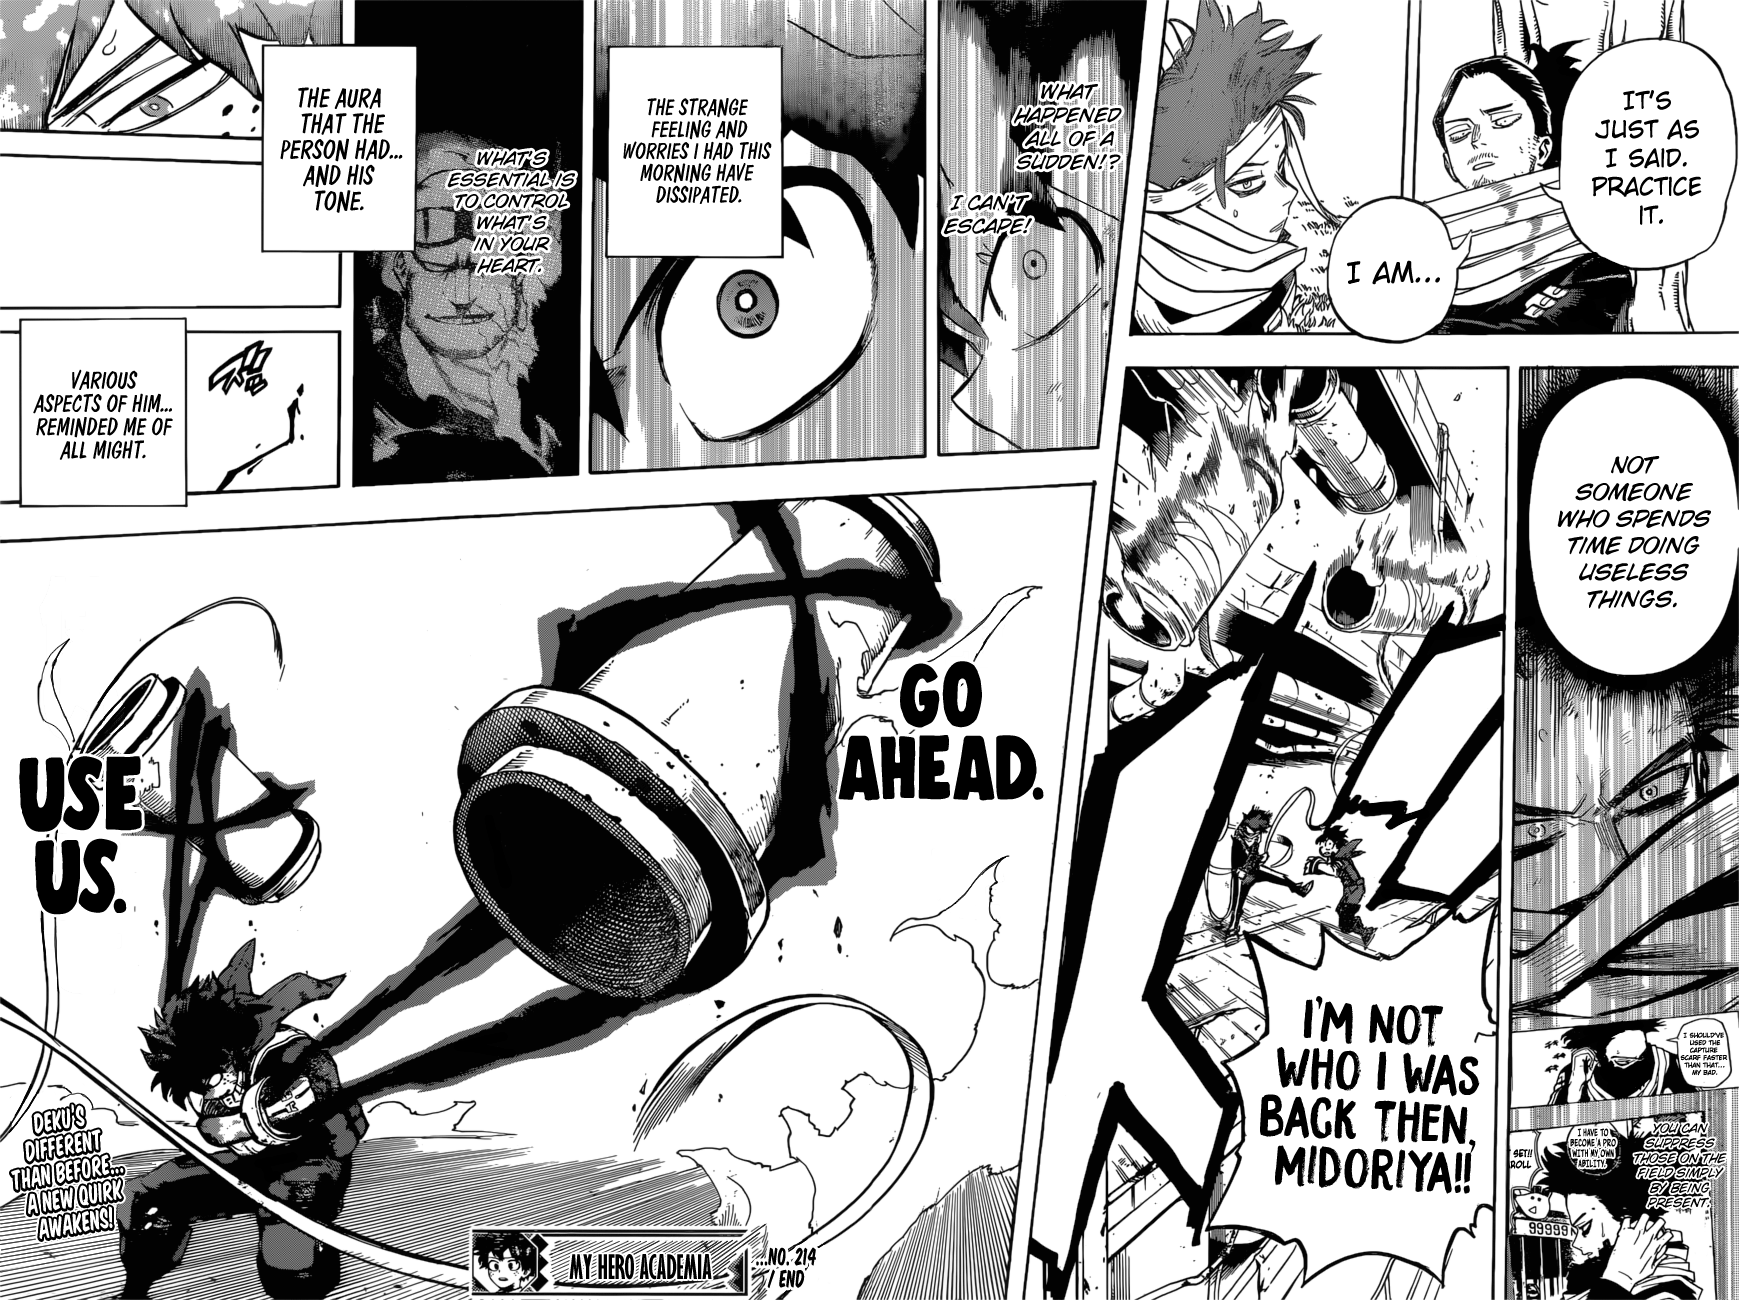 IT'S
JUST AS
I SAID.
PRACTICE
IT.
I AM...
NOT
SOMEONE
WHO SPENDS
TIME DOING
USELESS
THINGS.
I SHOULD'VE
USED THE
CAPTURE
SCARF FASTER
THAN THAT...
MY BAD.
YOU CAN
SUPPRESS
THOSE ON THE
FIELD SIMPLY
BY BEING
PRESENT.
I HAVE TO
BECOME A PRO
WITH MY OWN
ABILITY.
SET!!
ROLL
99999
I'M NOT
WHO I WAS
BACK THEN,
MIDORIYA!!
WHAT
HAPPENED
ALL OF A
SUDDEN!?
I CAN'T
ESCAPE!
THE STRANGE
FEELING AND
WORRIES I HAD THIS
MORNING HAVE
DISSIPATED.
WHAT'S
ESSENTIAL IS
TO CONTROL
WHAT'S
IN YOUR
HEART.
THE AURA
THAT THE
PERSON HAD...
AND HIS
TONE.
VARIOUS
ASPECTS OF HIM...
REMINDED ME OF
ALL MIGHT.
GO
AHEAD.
USE
US.
DEKU'S
DIFFERENT
THAN BEFORE...
A NEW QUIRK
AWAKENS!
MY HERO ACADEMIA
...NO. 214
/ END